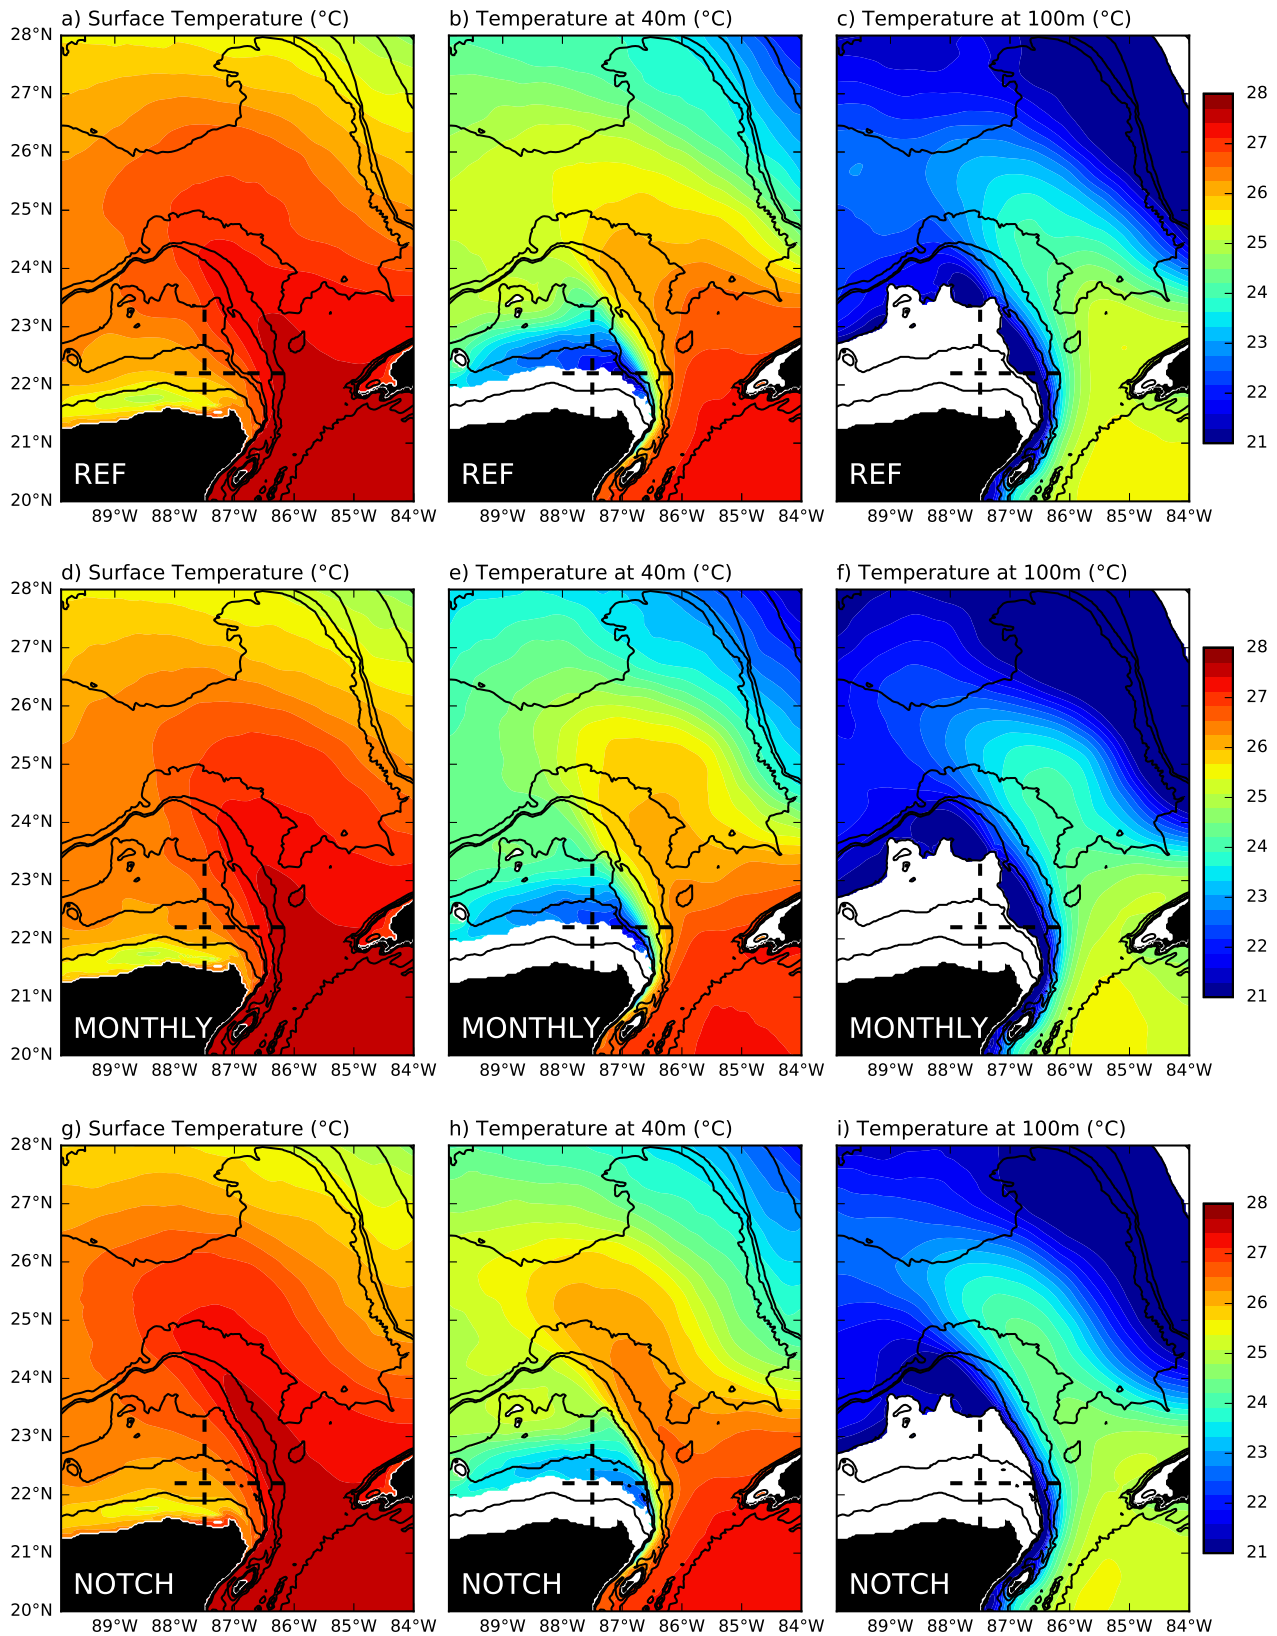 a) Surface Temperature (°C) b) Temperature at 40m (°C) c) Temperature at 100m (°C)
28°N
27°N
28
26°N
27
25°N
26
24°N
25
23°N
24
23
22°N
22
21°N
21
REF REF REF
20°N
89°W 88°W 87°W 86°W 85°W 84°W 89°W 88°W 87°W 86°W 85°W 84°W 89°W 88°W 87°W 86°W 85°W 84°W
d) Surface Temperature (°C) e) Temperature at 40m (°C) f) Temperature at 100m (°C)
28°N
27°N
28
26°N
27
25°N
26
24°N
25
23°N
24
23
22°N
22
21°N
21
MONTHLY MONTHLY MONTHLY
20°N
89°W 88°W 87°W 86°W 85°W 84°W 89°W 88°W 87°W 86°W 85°W 84°W 89°W 88°W 87°W 86°W 85°W 84°W
g) Surface Temperature (°C) h) Temperature at 40m (°C) i) Temperature at 100m (°C)
28°N
27°N
28
26°N
27
25°N
26
24°N
25
23°N
24
23
22°N
22
21°N
21
NOTCH NOTCH NOTCH
20°N
89°W 88°W 87°W 86°W 85°W 84°W 89°W 88°W 87°W 86°W 85°W 84°W 89°W 88°W 87°W 86°W 85°W 84°W